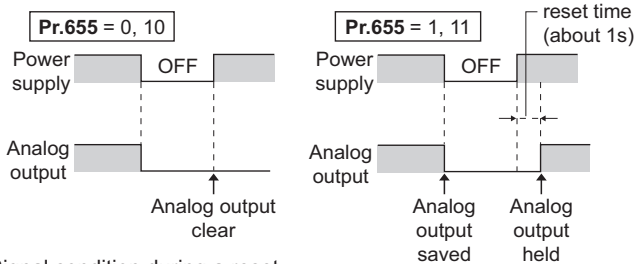 Pr.655 = 0, 10
Power
supply
OFF
Analog
output
Analog output
clear
Pr.655 = 1, 11
reset time
(about 1s)
Power
supply
OFF
Analog
output
Analog
output
saved
Analog
output
held